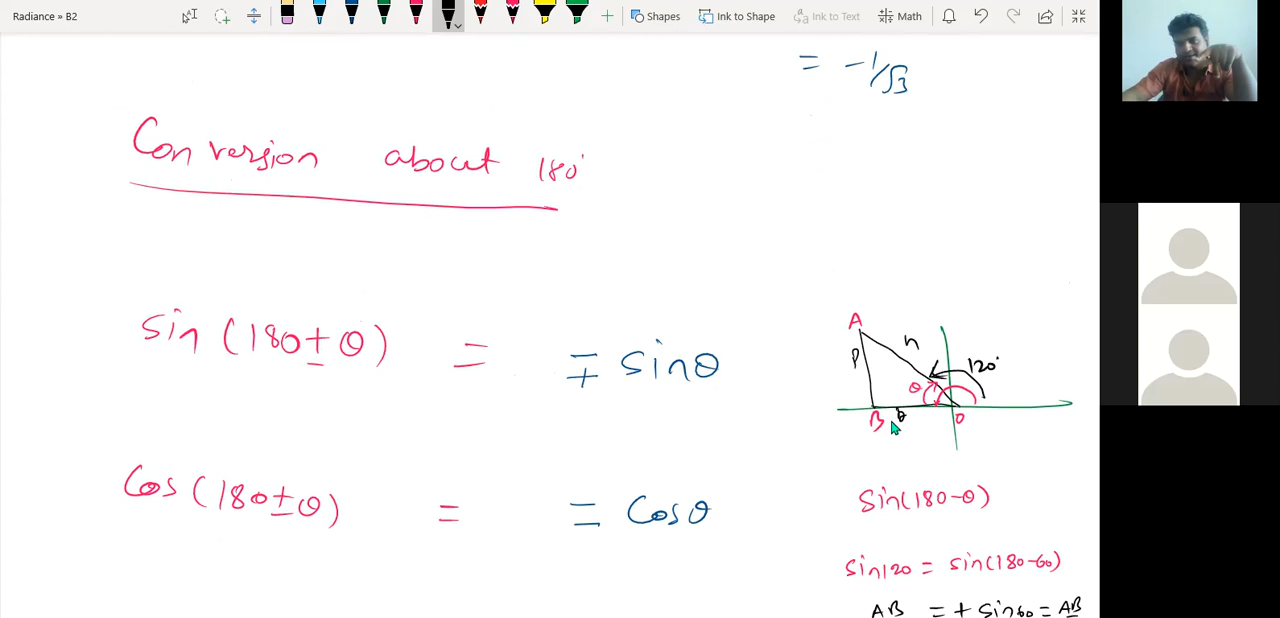 Radiance » B2
Shapes
Ink to Shape
Ink to Text
Math
= -1/√3
Conversion about 180°
sin (180 ± θ) = ∓ sinθ
Cos (180 ± θ) = = Cosθ
A
h
P
120°
θ
B
θ
O
Sin(180-θ)
sin120 = sin(180-60)
AB = + sin60 = AB